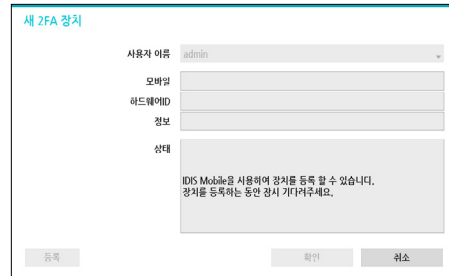 새 2FA 장치
사용자 이름 admin
모바일
하드웨어ID
정보
상태
IDIS Mobile을 사용하여 장치를 등록 할 수 있습니다.
장치를 등록하는 동안 잠시 기다려주세요.
등록 확인 취소